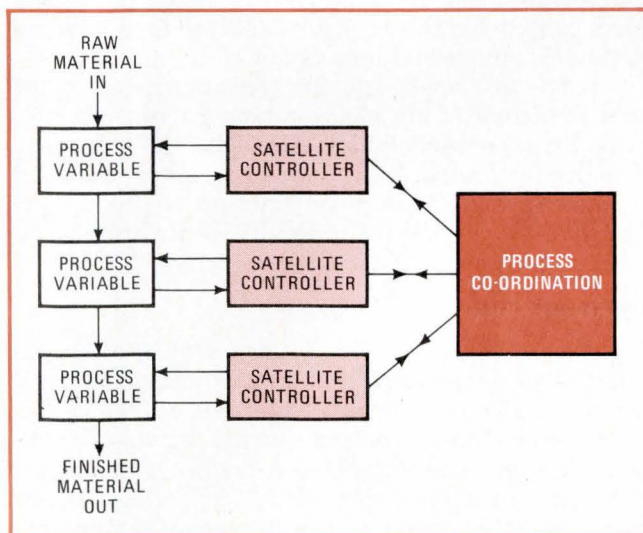 RAW
MATERIAL
IN
PROCESS
VARIABLE
SATELLITE
CONTROLLER
PROCESS
VARIABLE
SATELLITE
CONTROLLER
PROCESS
CO-ORDINATION
PROCESS
VARIABLE
SATELLITE
CONTROLLER
FINISHED
MATERIAL
OUT